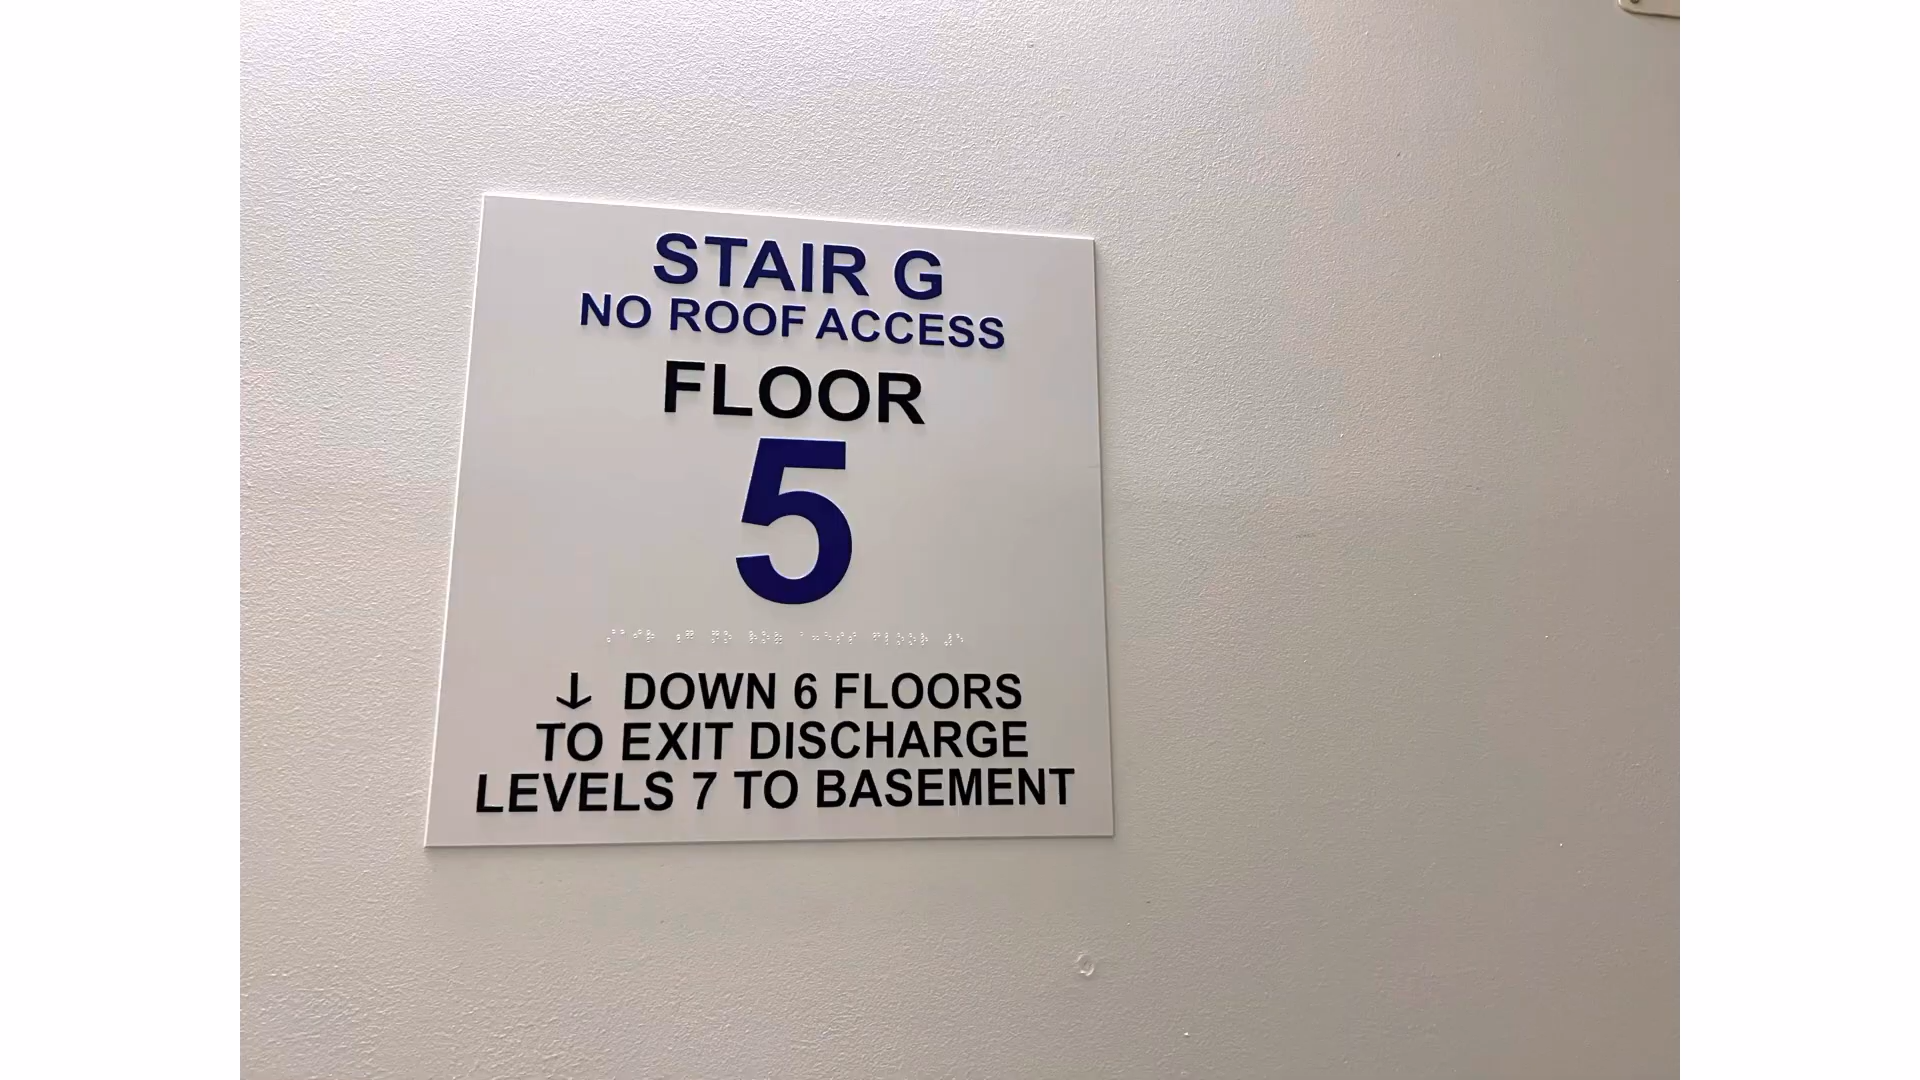 STAIR G
NO ROOF ACCESS
FLOOR
5
↓ DOWN 6 FLOORS
TO EXIT DISCHARGE
LEVELS 7 TO BASEMENT